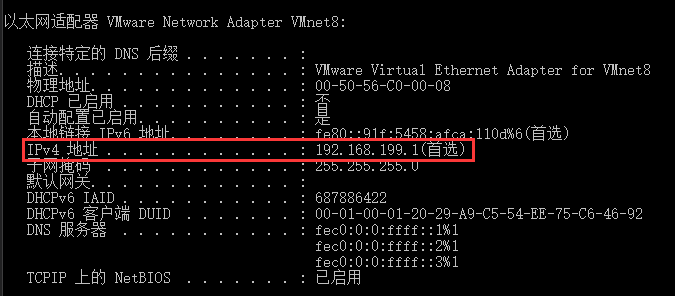 以太网适配器 VMware Network Adapter VMnet8:
连接特定的 DNS 后缀 . . . . . . . :
描述. . . . . . . . . . . . . . . : VMware Virtual Ethernet Adapter for VMnet8
物理地址. . . . . . . . . . . . . : 00-50-56-C0-00-08
DHCP 已启用 . . . . . . . . . . . : 否
自动配置已启用. . . . . . . . . . : 是
本地链接 IPv6 地址. . . . . . . . : fe80::91f:5458:afca:110d%6(首选)
IPv4 地址 . . . . . . . . . . . . : 192.168.199.1(首选)
子网掩码 . . . . . . . . . . . . : 255.255.255.0
默认网关. . . . . . . . . . . . . :
DHCPv6 IAID . . . . . . . . . . . : 687886422
DHCPv6 客户端 DUID . . . . . . . : 00-01-00-01-20-29-A9-C5-54-EE-75-C6-46-92
DNS 服务器 . . . . . . . . . . . : fec0:0:0:ffff::1%1
fec0:0:0:ffff::2%1
fec0:0:0:ffff::3%1
TCPIP 上的 NetBIOS . . . . . . . : 已启用